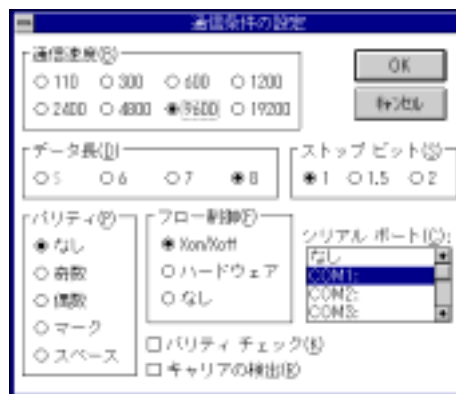 通信条件の設定
通信速度(B)
110 300 600 1200
2400 4800 9600 19200
OK
キャンセル
データ長(D)
5 6 7 8
ストップ ビット(S)
1 1.5 2
パリティ(P)
なし
奇数
偶数
マーク
スペース
フロー制御(F)
Xon/Xoff
ハードウェア
なし
シリアル ポート(C):
なし
COM1:
COM2:
COM3:
パリティ チェック(K)
キャリアの検出(R)